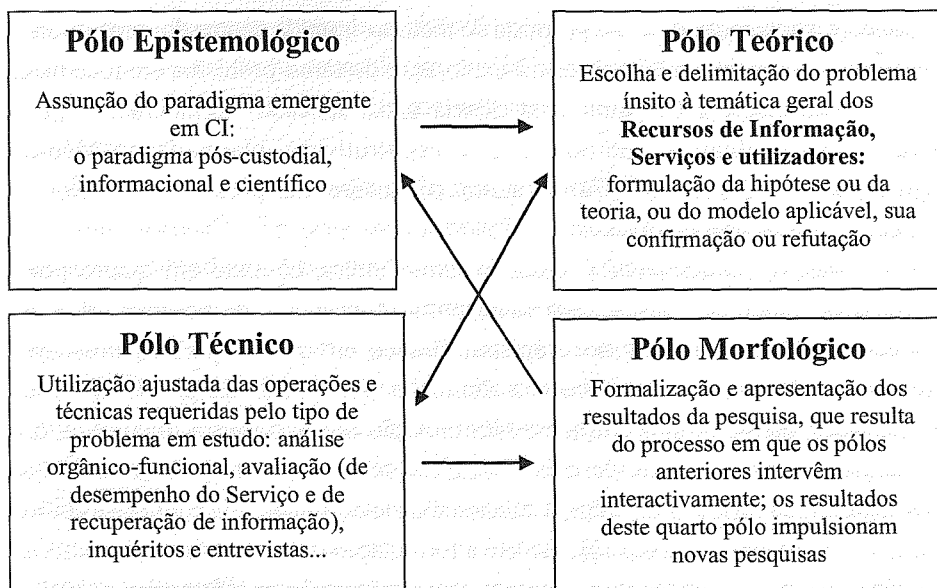 Pólo Epistemológico
Assunção do paradigma emergente
em CI:
o paradigma pós-custodial,
informacional e científico
Pólo Teórico
Escolha e delimitação do problema
ínsito à temática geral dos
Recursos de Informação,
Serviços e utilizadores:
formulação da hipótese ou da
teoria, ou do modelo aplicável, sua
confirmação ou refutação
Pólo Técnico
Utilização ajustada das operações e
técnicas requeridas pelo tipo de
problema em estudo: análise
orgânico-funcional, avaliação (de
desempenho do Serviço e de
recuperação de informação),
inquéritos e entrevistas...
Pólo Morfológico
Formalização e apresentação dos
resultados da pesquisa, que resulta
do processo em que os pólos
anteriores intervêm
interactivamente; os resultados
deste quarto pólo impulsionam
novas pesquisas